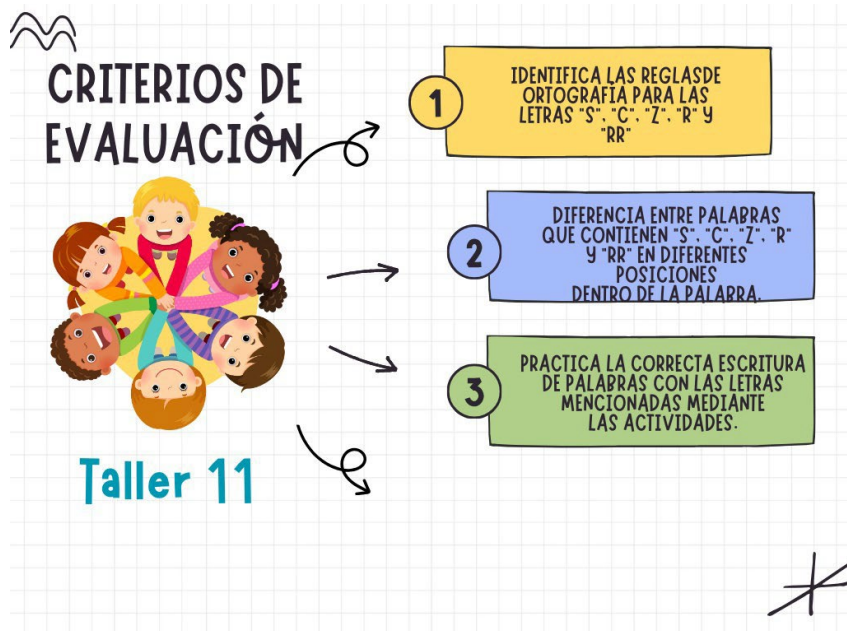 CRITERIOS DE
EVALUACIÓN
1
IDENTIFICA LAS REGLASDE
ORTOGRAFÍA PARA LAS
LETRAS "S", "C", "Z", "R" Y
"RR"
2
DIFERENCIA ENTRE PALABRAS
QUE CONTIENEN "S", "C", "Z", "R"
Y "RR" EN DIFERENTES
POSICIONES
DENTRO DE LA PALABRA.
3
PRACTICA LA CORRECTA ESCRITURA
DE PALABRAS CON LAS LETRAS
MENCIONADAS MEDIANTE
LAS ACTIVIDADES.
Taller 11